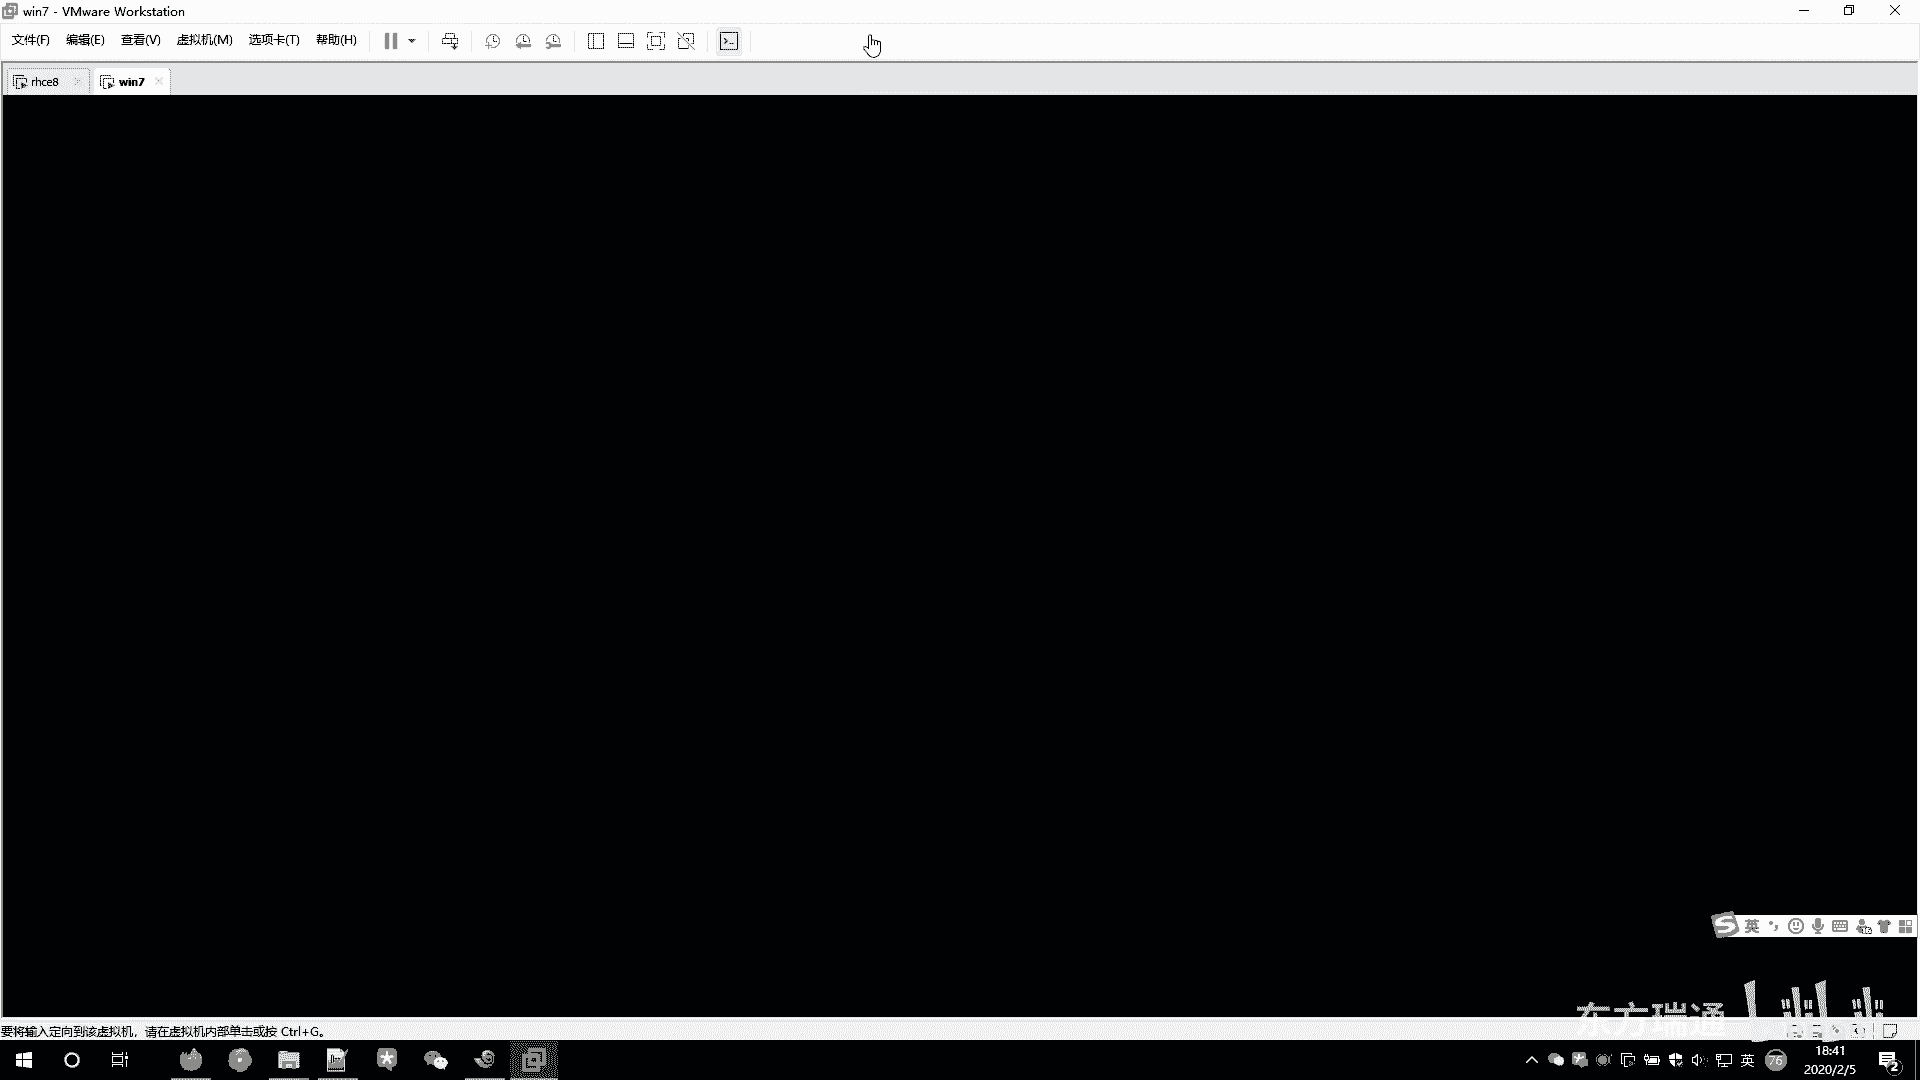 win7 - VMware Workstation
文件(F) 编辑(E) 查看(V) 虚拟机(M) 选项卡(T) 帮助(H)
rhce8 win7
英
东方瑞通
要将输入定向到该虚拟机，请在虚拟机内部单击或按 Ctrl+G。
英 76 18:41
2020/2/5 2